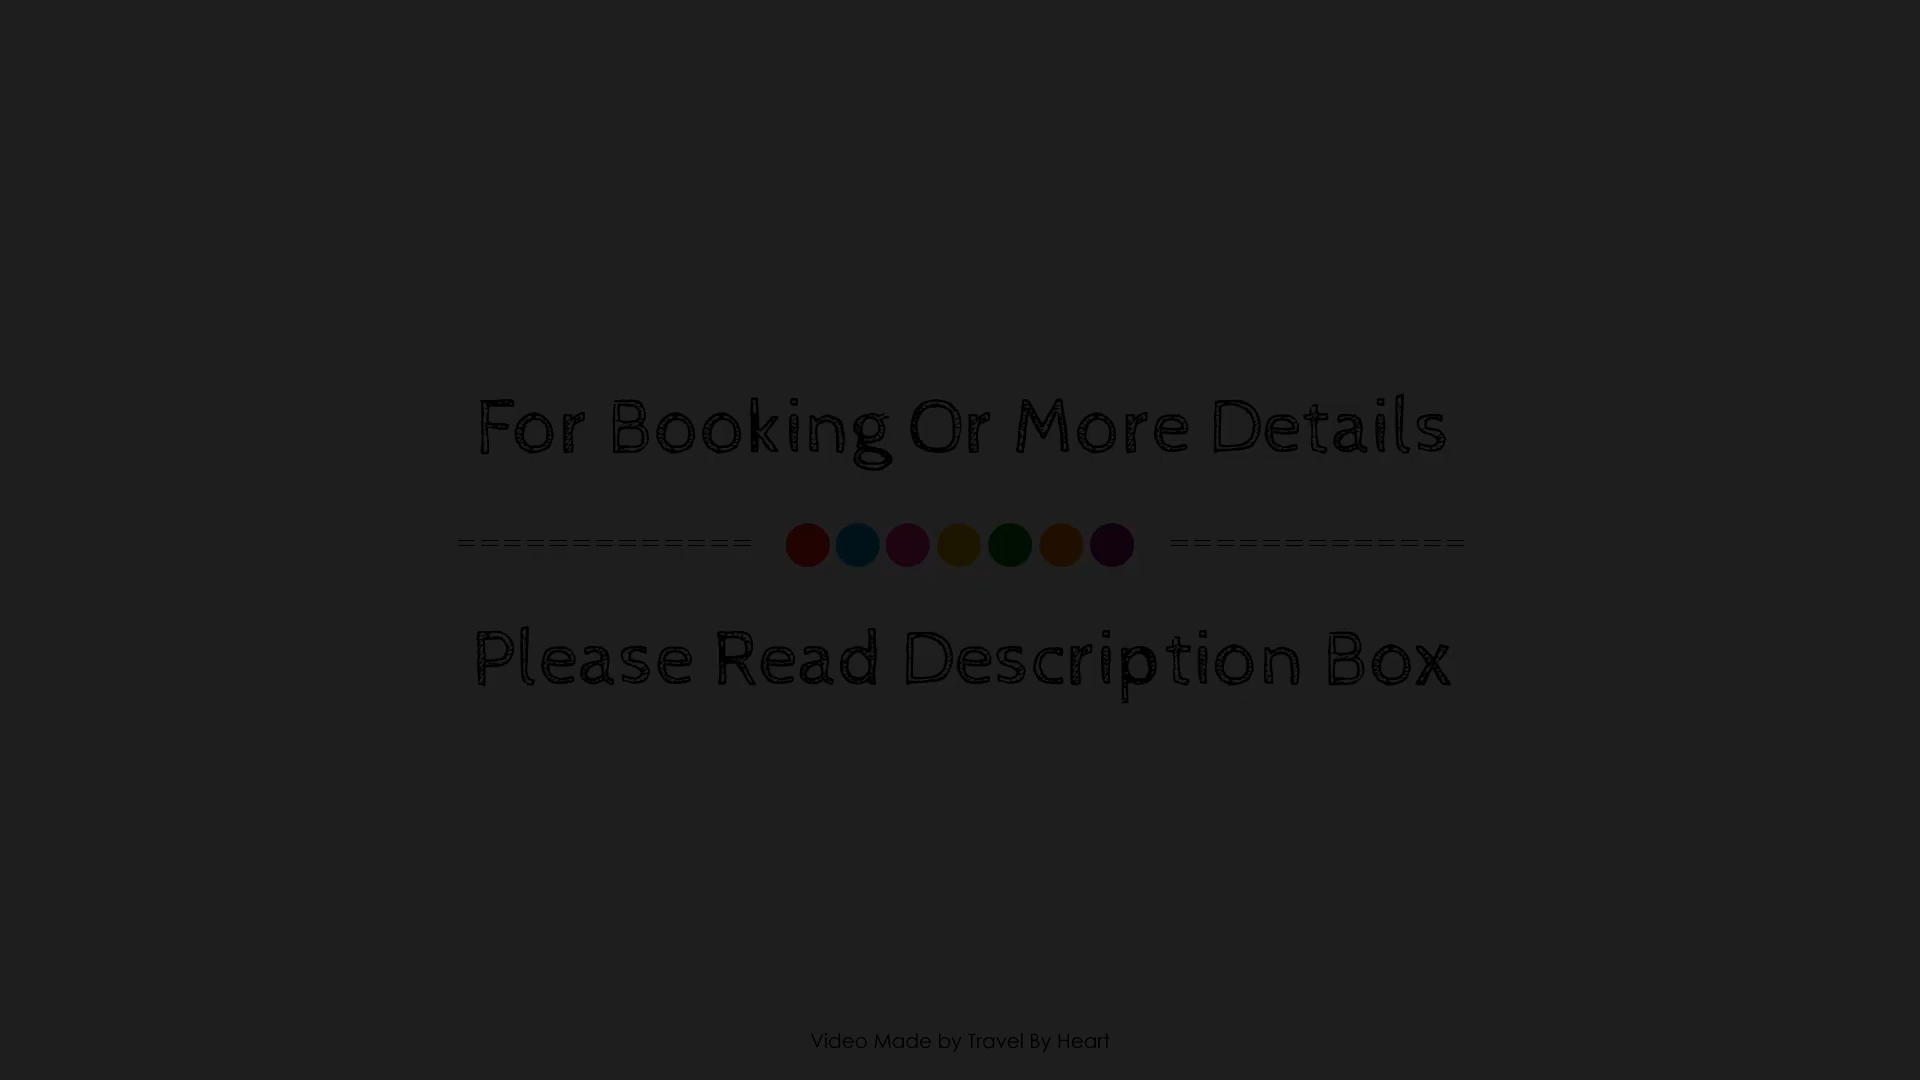 For Booking Or More Details
============= =============
Please Read Description Box
Video Made by Travel By Heart